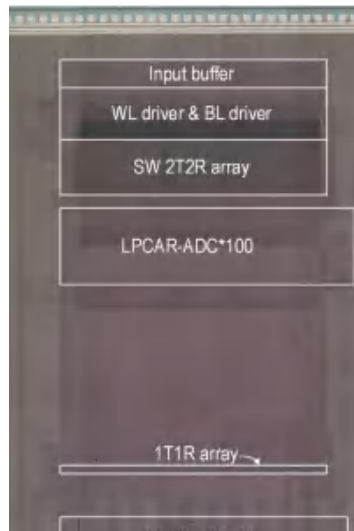 Input buffer
WL driver & BL driver
SW 2T2R array
LPCAR-ADC*100
1T1R array